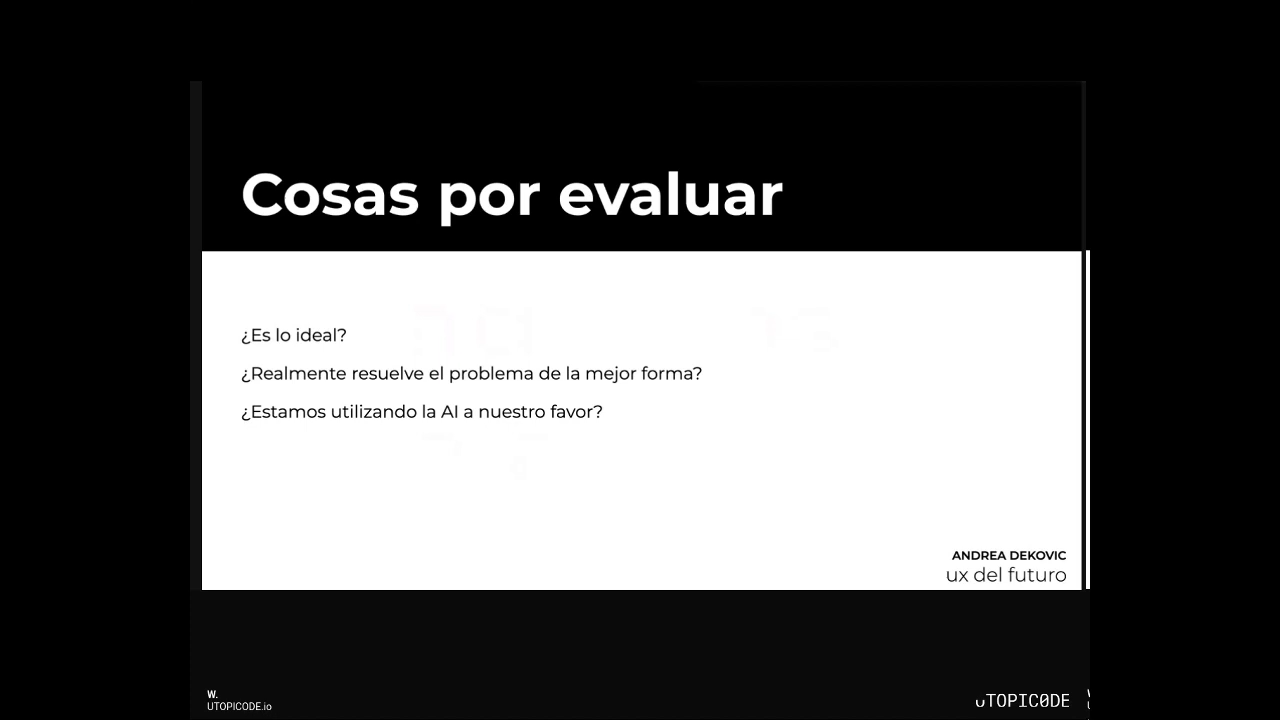 Cosas por evaluar
¿Es lo ideal?
¿Realmente resuelve el problema de la mejor forma?
¿Estamos utilizando la AI a nuestro favor?
ANDREA DEKOVIC
ux del futuro
W.
UTOPICODE.io
uTOPIC0DE